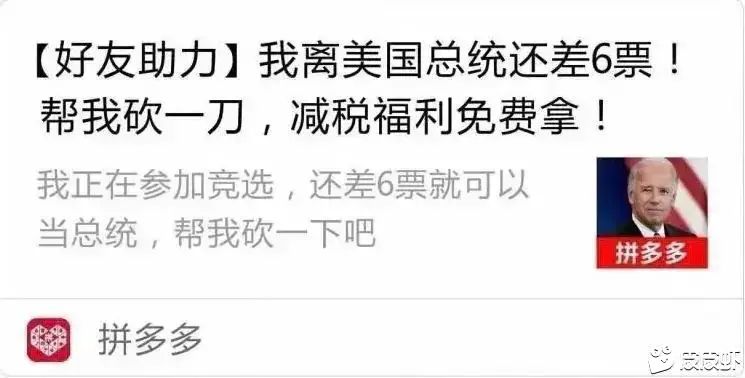 【好友助力】我离美国总统还差6票！
帮我砍一刀，减税福利免费拿！
我正在参加竞选，还差6票就可以
当总统，帮我砍一下吧
拼多多
拼多多
皮皮虾